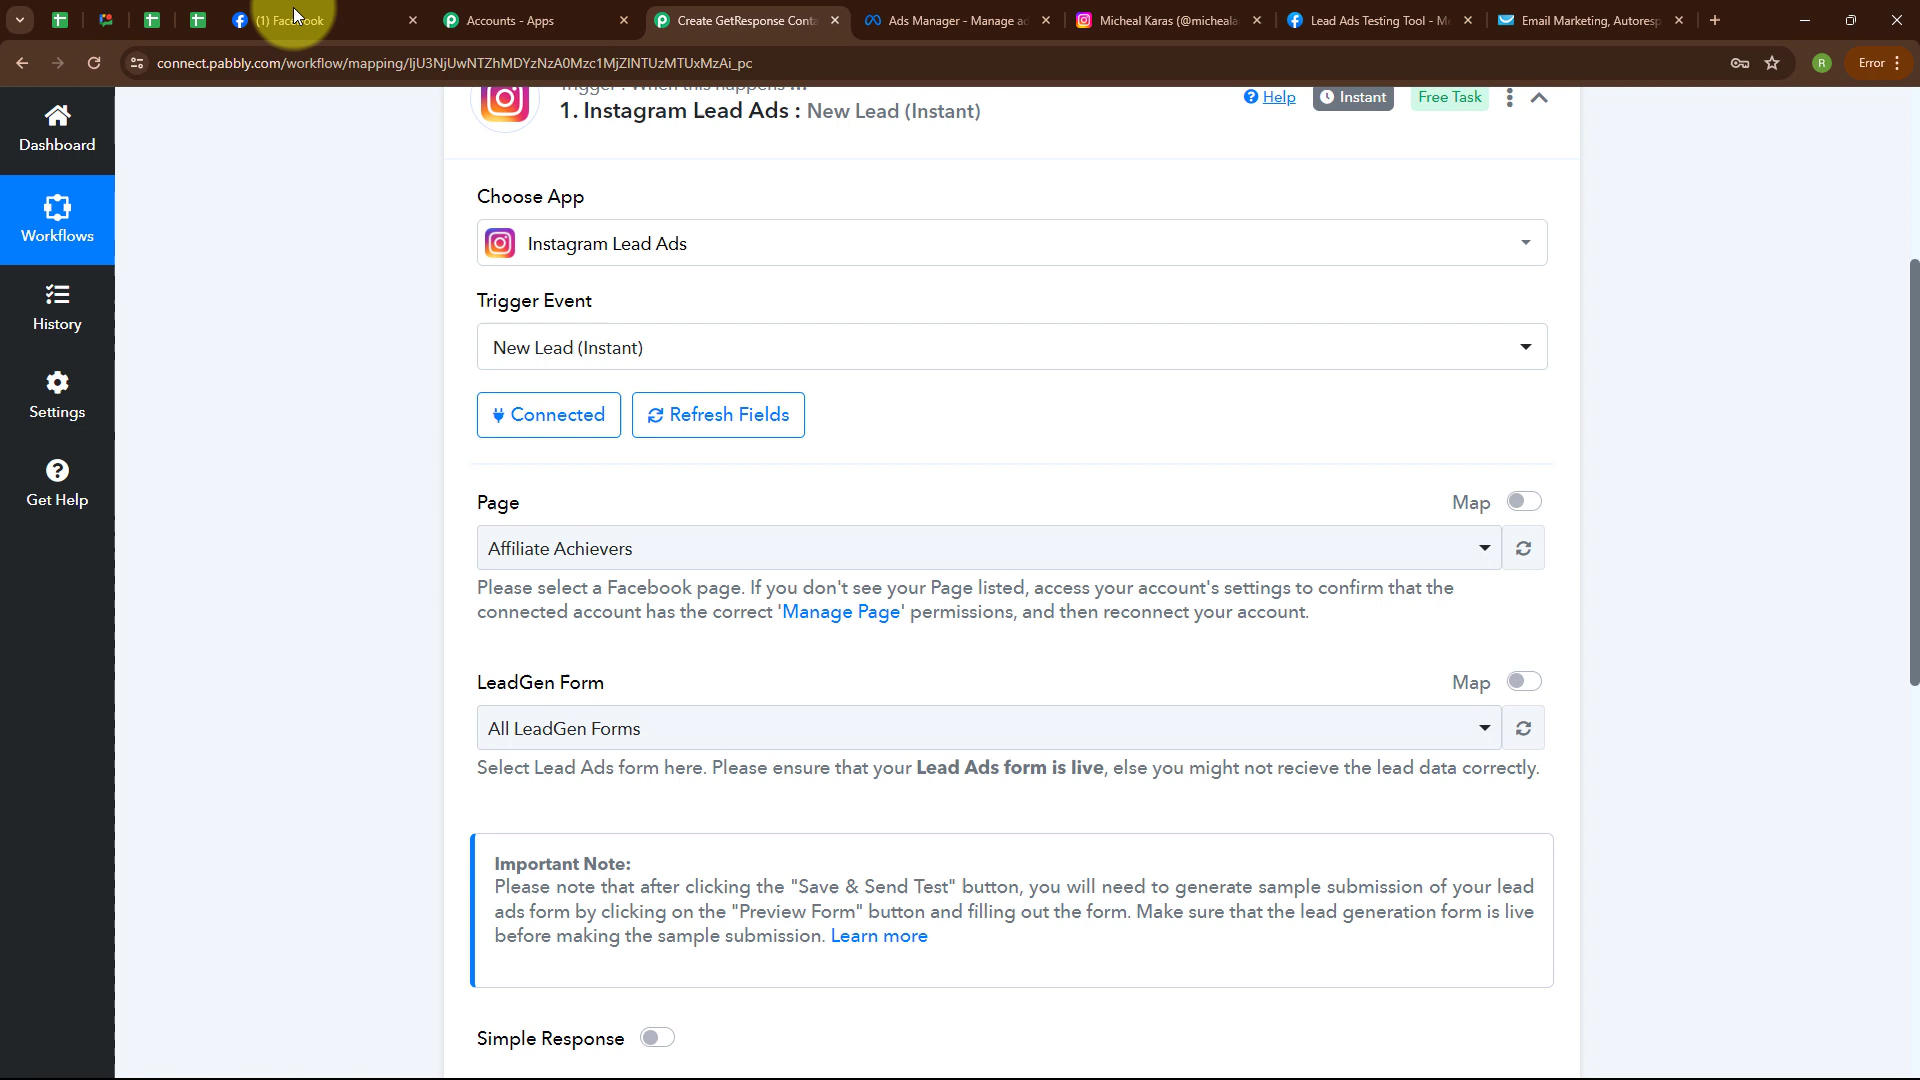 (1) Facebook
Accounts - Apps
Create GetResponse Conta
Ads Manager - Manage ad
Micheal Karas (@micheala
Lead Ads Testing Tool - M
Email Marketing, Autoresp
connect.pabbly.com/workflow/mapping/IjU3NjUwNTZhMDYzNzA0Mzc1MjZlNTUzMTUxMzAi_pc
R
Error
Trigger : When this happens ...
1. Instagram Lead Ads : New Lead (Instant)
Help
Instant
Free Task
Dashboard
Workflows
History
Settings
Get Help
Choose App
Instagram Lead Ads
Trigger Event
New Lead (Instant)
Connected
Refresh Fields
Page
Map
Affiliate Achievers
Please select a Facebook page. If you don't see your Page listed, access your account's settings to confirm that the
connected account has the correct 'Manage Page' permissions, and then reconnect your account.
LeadGen Form
Map
All LeadGen Forms
Select Lead Ads form here. Please ensure that your Lead Ads form is live, else you might not recieve the lead data correctly.
Important Note:
Please note that after clicking the "Save & Send Test" button, you will need to generate sample submission of your lead
ads form by clicking on the "Preview Form" button and filling out the form. Make sure that the lead generation form is live
before making the sample submission. Learn more
Simple Response